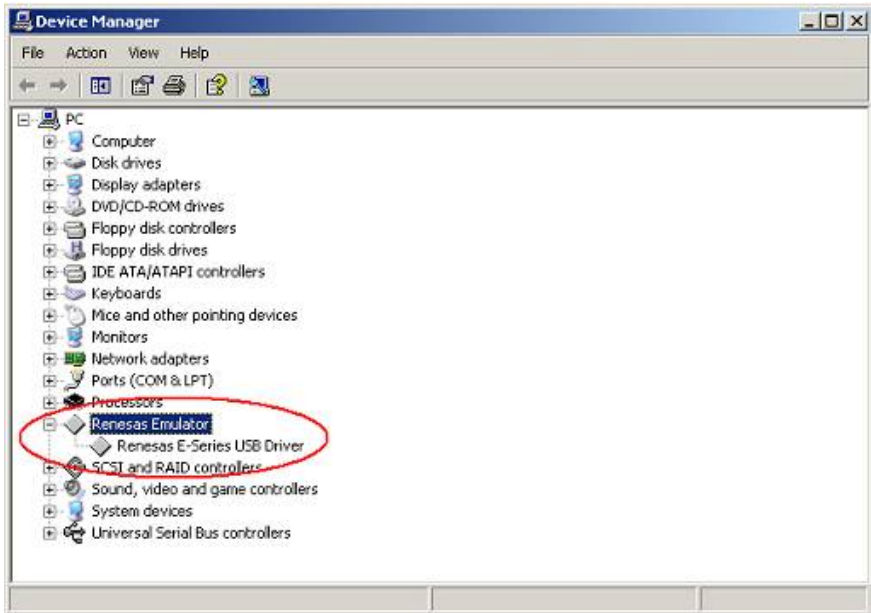 Device Manager
File Action View Help
PC
Computer
Disk drives
Display adapters
DVD/CD-ROM drives
Floppy disk controllers
Floppy disk drives
IDE ATA/ATAPI controllers
Keyboards
Mice and other pointing devices
Monitors
Network adapters
Ports (COM & LPT)
Processors
Renesas Emulator
Renesas E-Series USB Driver
SCSI and RAID controllers
Sound, video and game controllers
System devices
Universal Serial Bus controllers